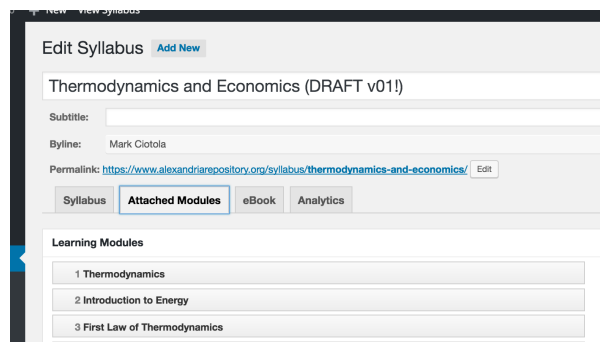 New View Syllabus
Edit Syllabus Add New
Thermodynamics and Economics (DRAFT v01!)
Subtitle:
Byline: Mark Ciotola
Permalink: https://www.alexandriarepository.org/syllabus/thermodynamics-and-economics/ Edit
Syllabus Attached Modules eBook Analytics
Learning Modules
1 Thermodynamics
2 Introduction to Energy
3 First Law of Thermodynamics